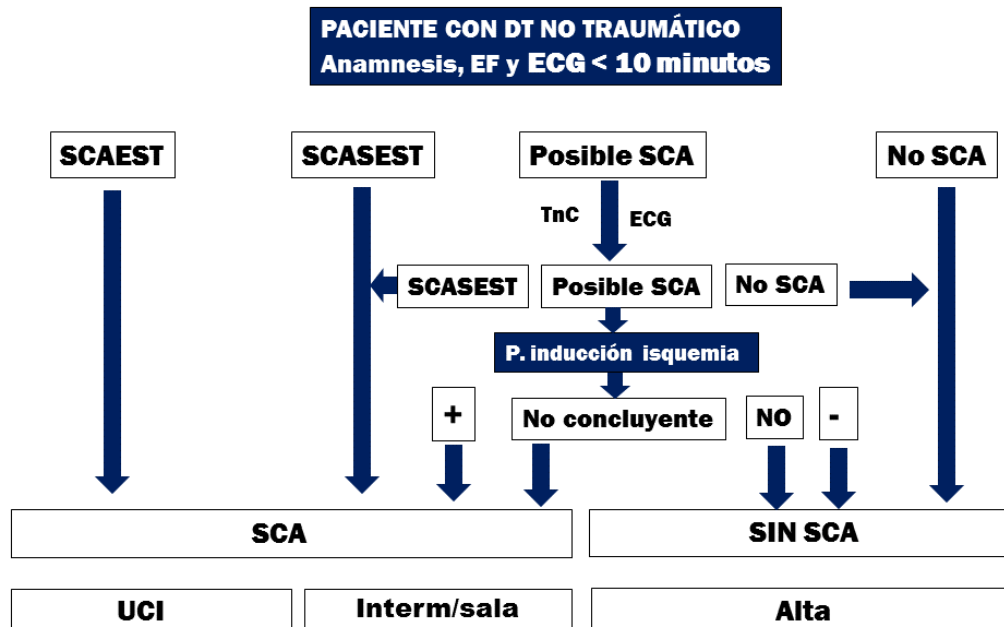 PACIENTE CON DT NO TRAUMÁTICO
Anamnesis, EF y ECG < 10 minutos
SCAEST
SCASEST
Posible SCA
No SCA
TnC
ECG
SCASEST
Posible SCA
No SCA
P. inducción isquemia
+
No concluyente
NO
-
SCA
SIN SCA
UCI
Interm/sala
Alta